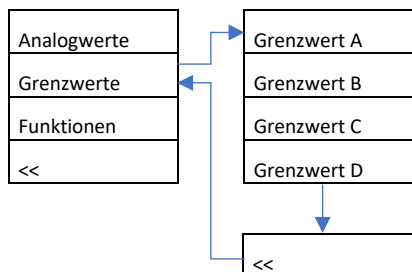 Analogwerte
Grenzwerte
Funktionen
<<
Grenzwert A
Grenzwert B
Grenzwert C
Grenzwert D
<<